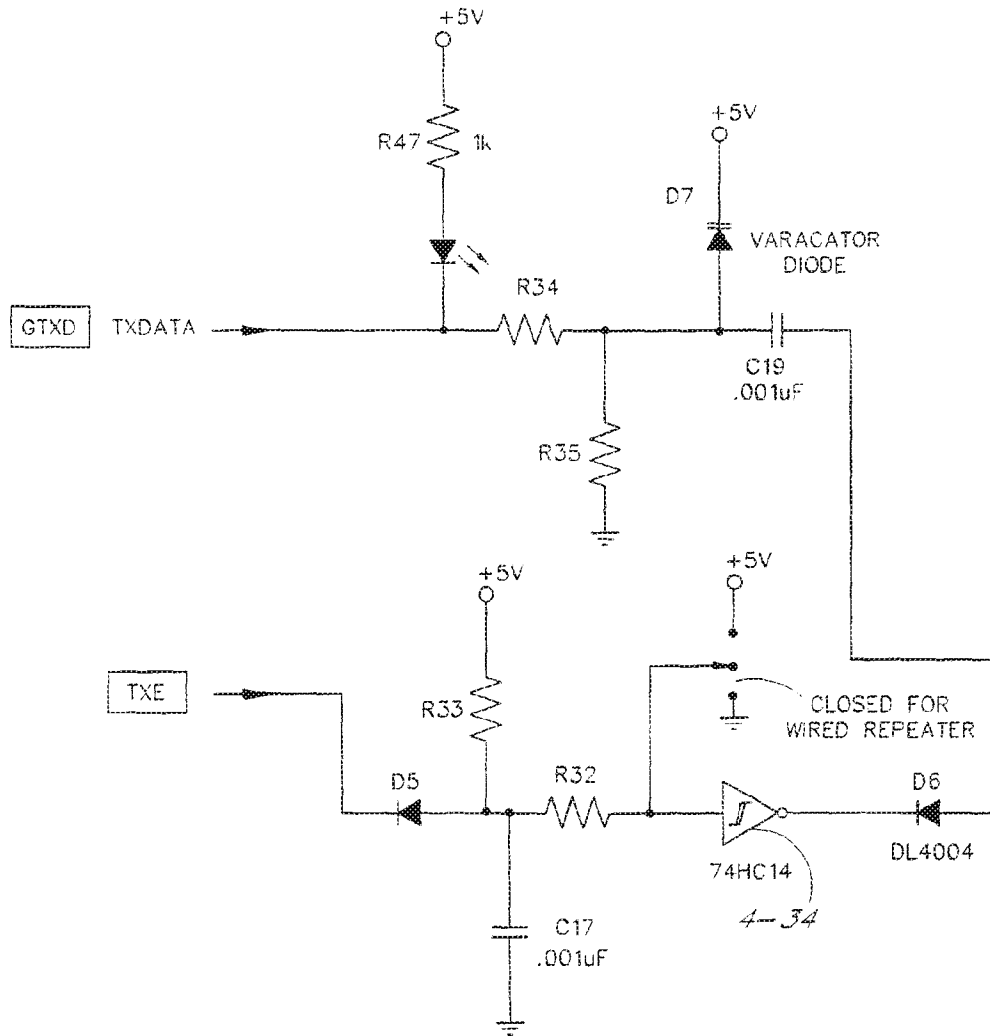 +5V
R47 1k
+5V
D7
VARACATOR
DIODE
R34
GTXD TXDATA
C19
.001uF
R35
+5V
+5V
TXE
R33
CLOSED FOR
WIRED REPEATER
D5
R32
D6
74HC14
DL4004
4-34
C17
.001uF